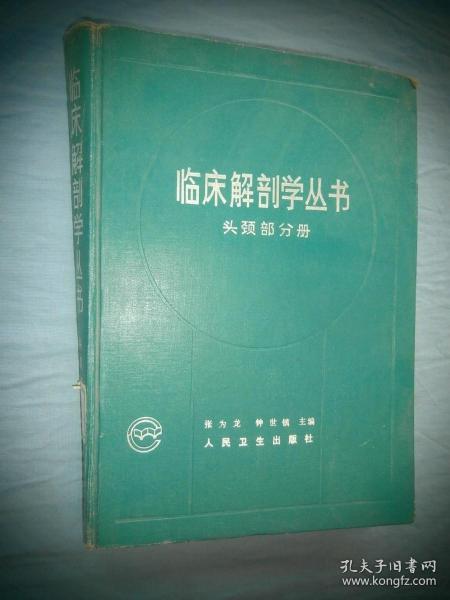 临床解剖学丛书
临床解剖学丛书
头颈部分册
张为龙 钟世镇 主编
人民卫生出版社
孔夫子旧书网
www.kongfz.com